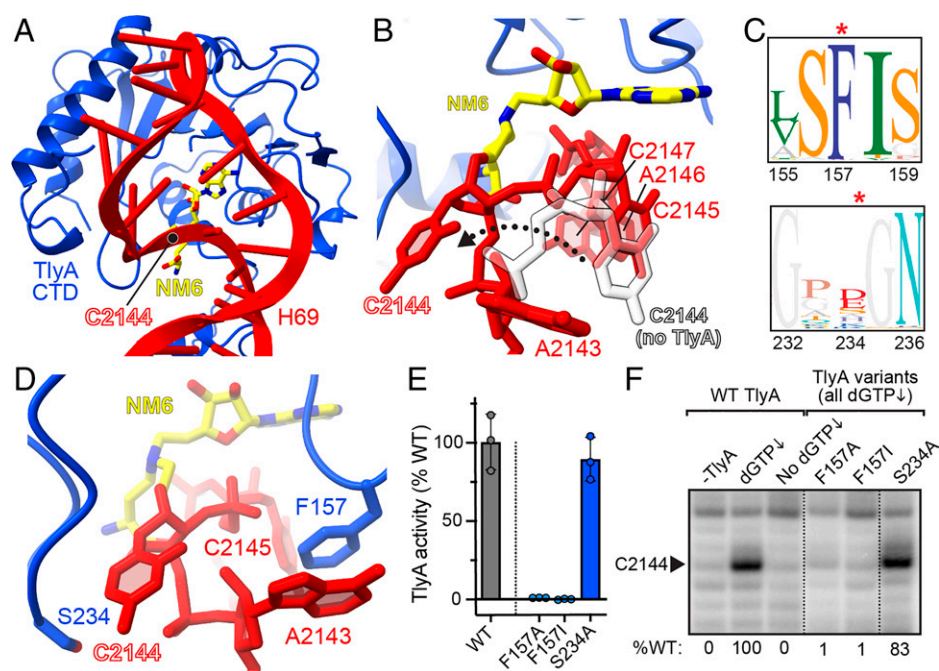 A
TlyA
CTD
NM6
C2144
H69
B
NM6
C2147
A2146
C2145
C2144
C2144
(no TlyA)
A2143
C
*
SFIS
155 157 159
*
G P E G N
232 234 236
D
NM6
F157
C2145
S234
C2144
A2143
E
TlyA activity (% WT)
100
50
0
WT
F157A
F157I
S234A
F
TlyA variants
(all dGTP↓)
WT TlyA
-TlyA
dGTP↓
No dGTP↓
F157A
F157I
S234A
C2144
%WT: 0 100 0 1 1 83